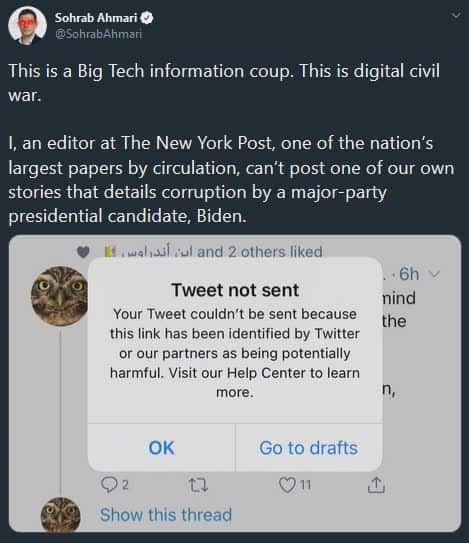 Sohrab Ahmari
@SohrabAhmari
This is a Big Tech information coup. This is digital civil
war.
I, an editor at The New York Post, one of the nation's
largest papers by circulation, can't post one of our own
stories that details corruption by a major-party
presidential candidate, Biden.
ابن أندراوس and 2 others liked
. · 6h
mind
the
n,
Tweet not sent
Your Tweet couldn't be sent because
this link has been identified by Twitter
or our partners as being potentially
harmful. Visit our Help Center to learn
more.
OK Go to drafts
2 11
Show this thread